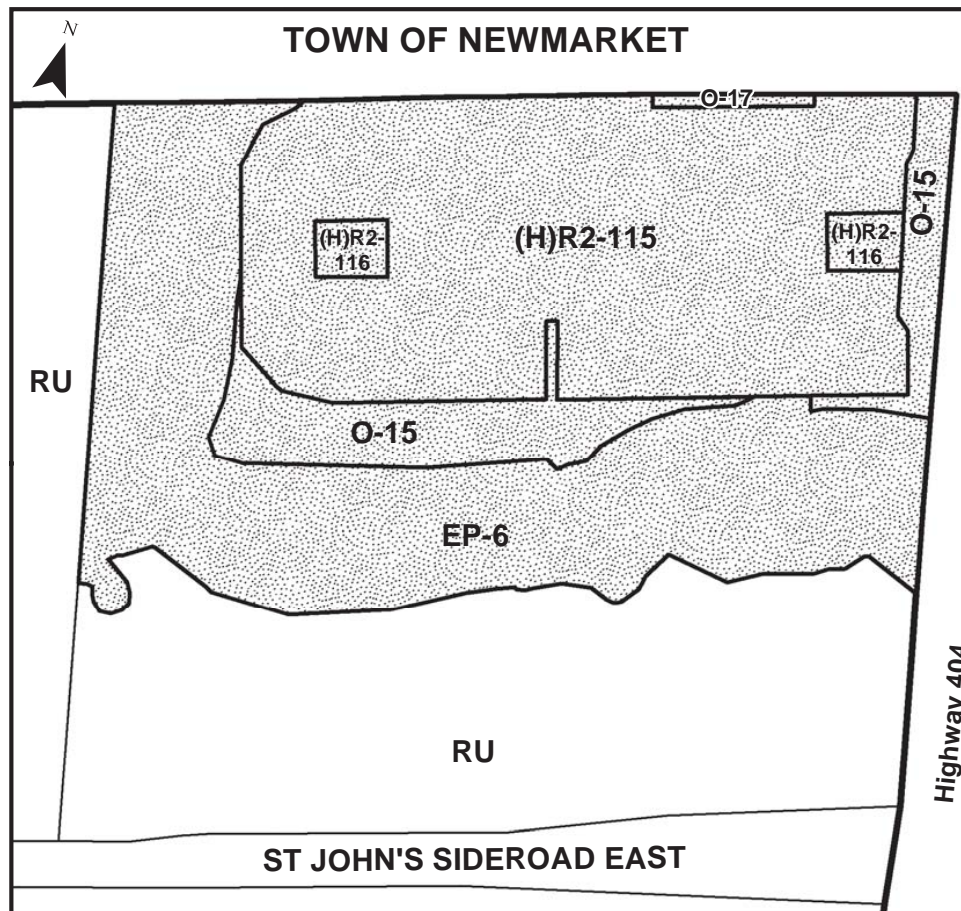 N
TOWN OF NEWMARKET
O-17
O-15
(H)R2-
116
(H)R2-115
(H)R2-
116
RU
O-15
EP-6
Highway 404
RU
ST JOHN'S SIDEROAD EAST